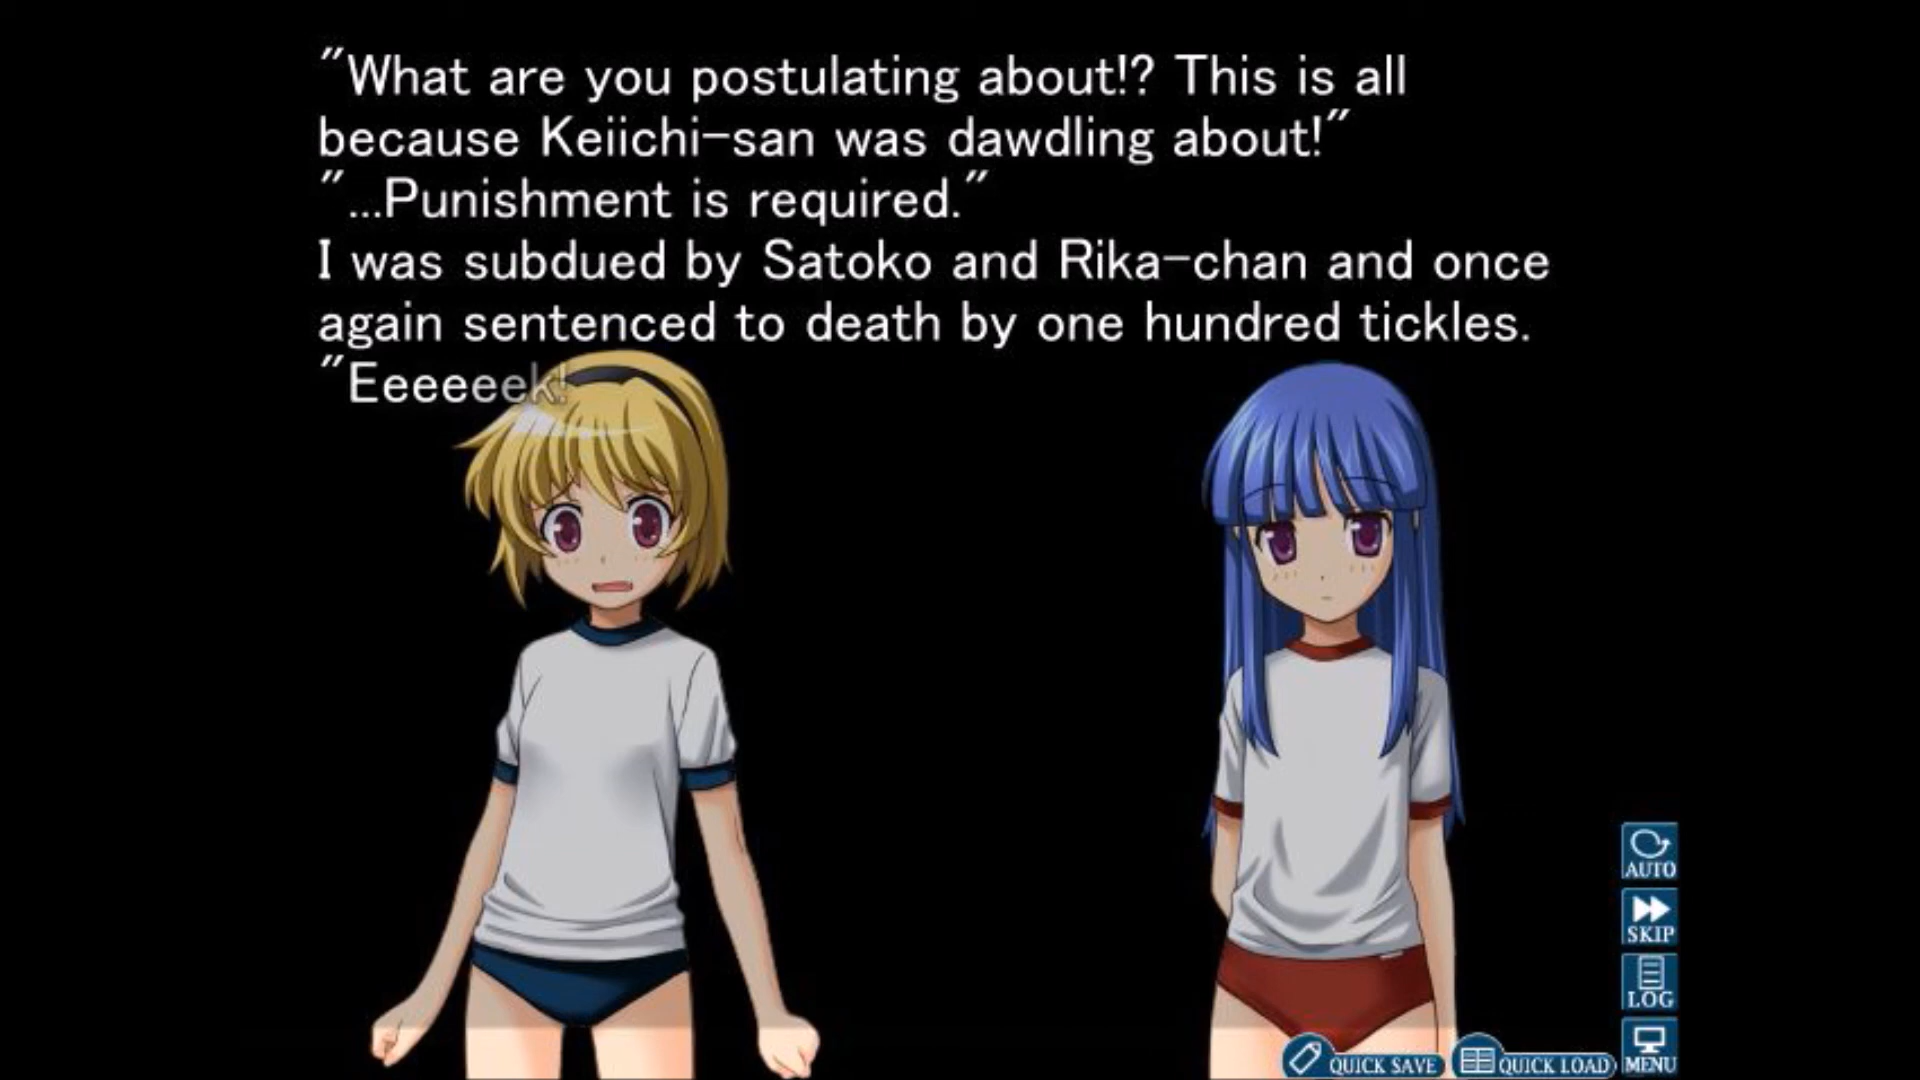 "What are you postulating about!? This is all
because Keiichi-san was dawdling about!"
"...Punishment is required."
I was subdued by Satoko and Rika-chan and once
again sentenced to death by one hundred tickles.
"Eeeeeek!
AUTO
SKIP
LOG
MENU
QUICK SAVE
QUICK LOAD